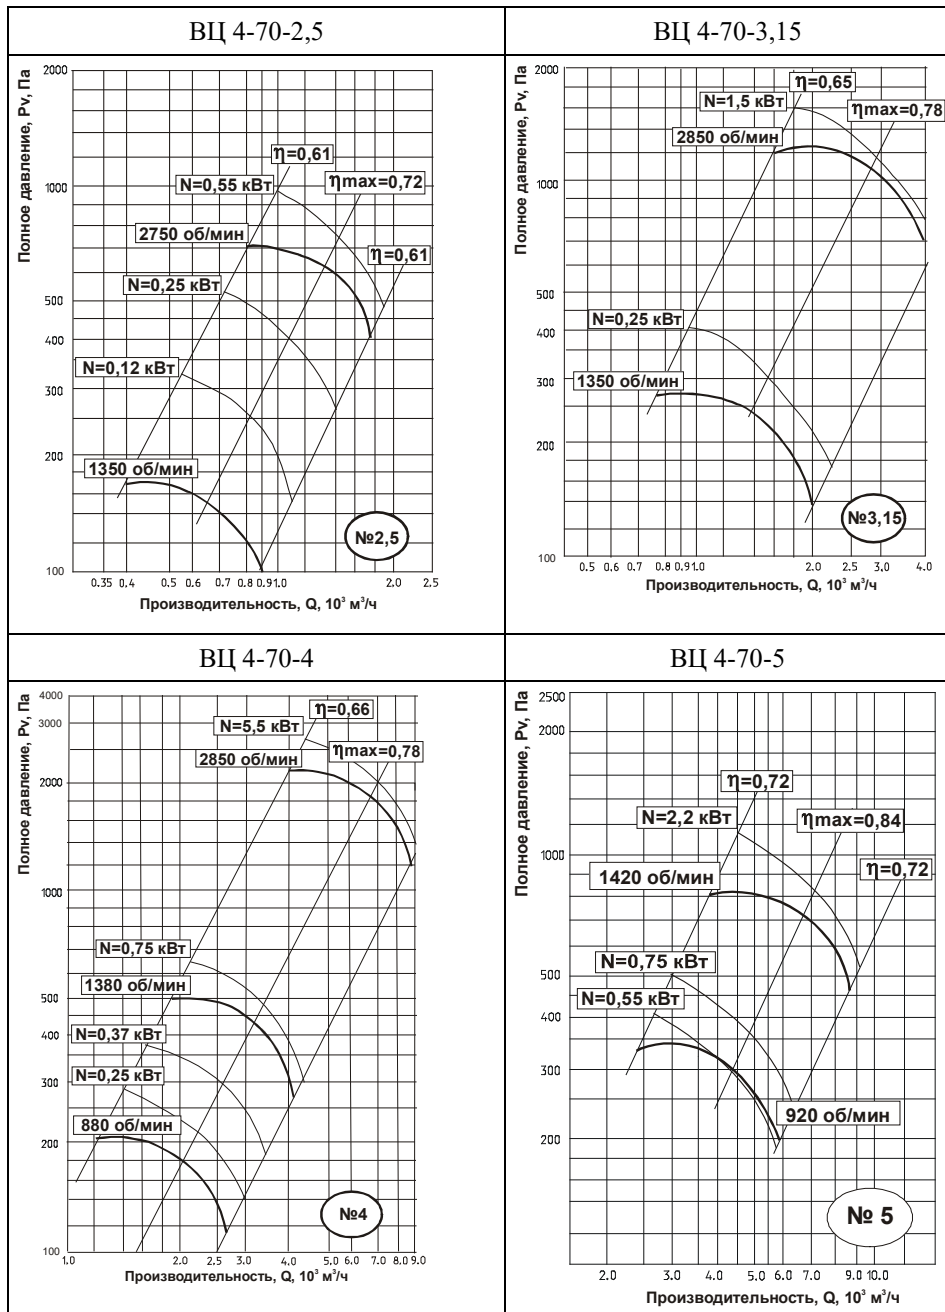 ВЦ 4-70-2,5
Полное давление, Pv, Па
2000
1000
500
400
300
200
100
η=0,61
N=0,55 кВт
ηmax=0,72
2750 об/мин
η=0,61
N=0,25 кВт
N=0,12 кВт
1350 об/мин
№2,5
0.35 0.4 0.5 0.6 0.7 0.8 0.9 1.0 2.0 2.5
Производительность, Q, 10³ м³/ч
ВЦ 4-70-3,15
Полное давление, Pv, Па
2000
1000
500
400
300
200
100
η=0,65
N=1,5 кВт
ηmax=0,78
2850 об/мин
N=0,25 кВт
1350 об/мин
№3,15
0.5 0.6 0.7 0.8 0.9 1.0 2.0 2.5 3.0 4.0
Производительность, Q, 10³ м³/ч
ВЦ 4-70-4
Полное давление, Pv, Па
4000
3000
2000
1000
500
400
300
200
100
η=0,66
N=5,5 кВт
ηmax=0,78
2850 об/мин
N=0,75 кВт
1380 об/мин
N=0,37 кВт
N=0,25 кВт
880 об/мин
№4
1.0 2.0 2.5 3.0 4.0 5.0 6.0 7.0 8.0 9.0
Производительность, Q, 10³ м³/ч
ВЦ 4-70-5
Полное давление, Pv, Па
2500
2000
1000
500
400
300
200
η=0,72
N=2,2 кВт
ηmax=0,84
1420 об/мин
η=0,72
N=0,75 кВт
N=0,55 кВт
920 об/мин
№ 5
2.0 3.0 4.0 5.0 6.0 7.0 9.0 10.0
Производительность, Q, 10³ м³/ч